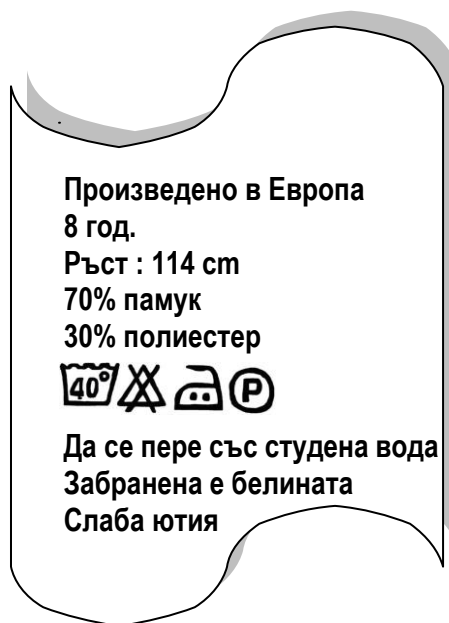 Произведено в Европа
8 год.
Ръст : 114 cm
70% памук
30% полиестер
40° P
Да се пере със студена вода
Забранена е белината
Слаба ютия